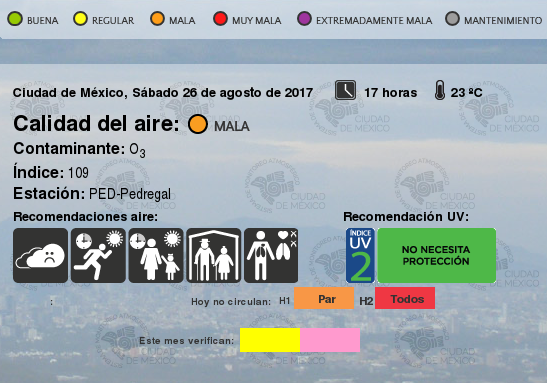 BUENA REGULAR MALA MUY MALA EXTREMADAMENTE MALA MANTENIMIENTO
Ciudad de México, Sábado 26 de agosto de 2017 17 horas 23 ºC
Calidad del aire: MALA
Contaminante: O3
Índice: 109
Estación: PED-Pedregal
Recomendaciones aire: Recomendación UV:
ÍNDICE
UV
2
NO NECESITA
PROTECCIÓN
: Hoy no circulan: H1 Par H2 Todos
Este mes verifican: